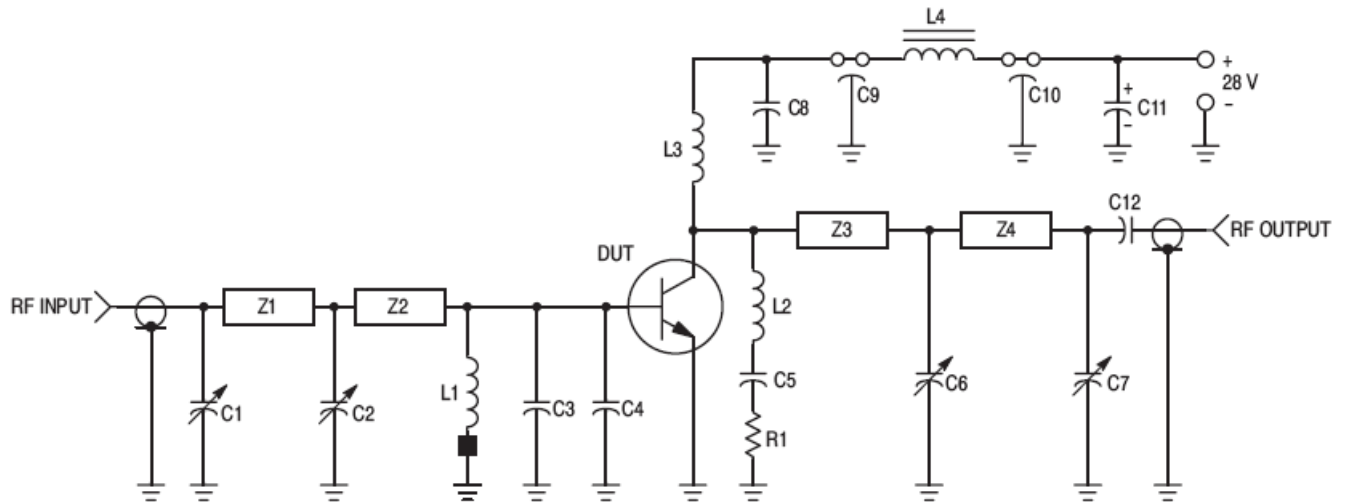 L4
+
28 V
–
C8
C9
C10
+
–
C11
L3
C12
Z3
Z4
RF OUTPUT
DUT
RF INPUT
Z1
Z2
L2
L1
C1
C2
C3
C4
C5
C6
C7
R1